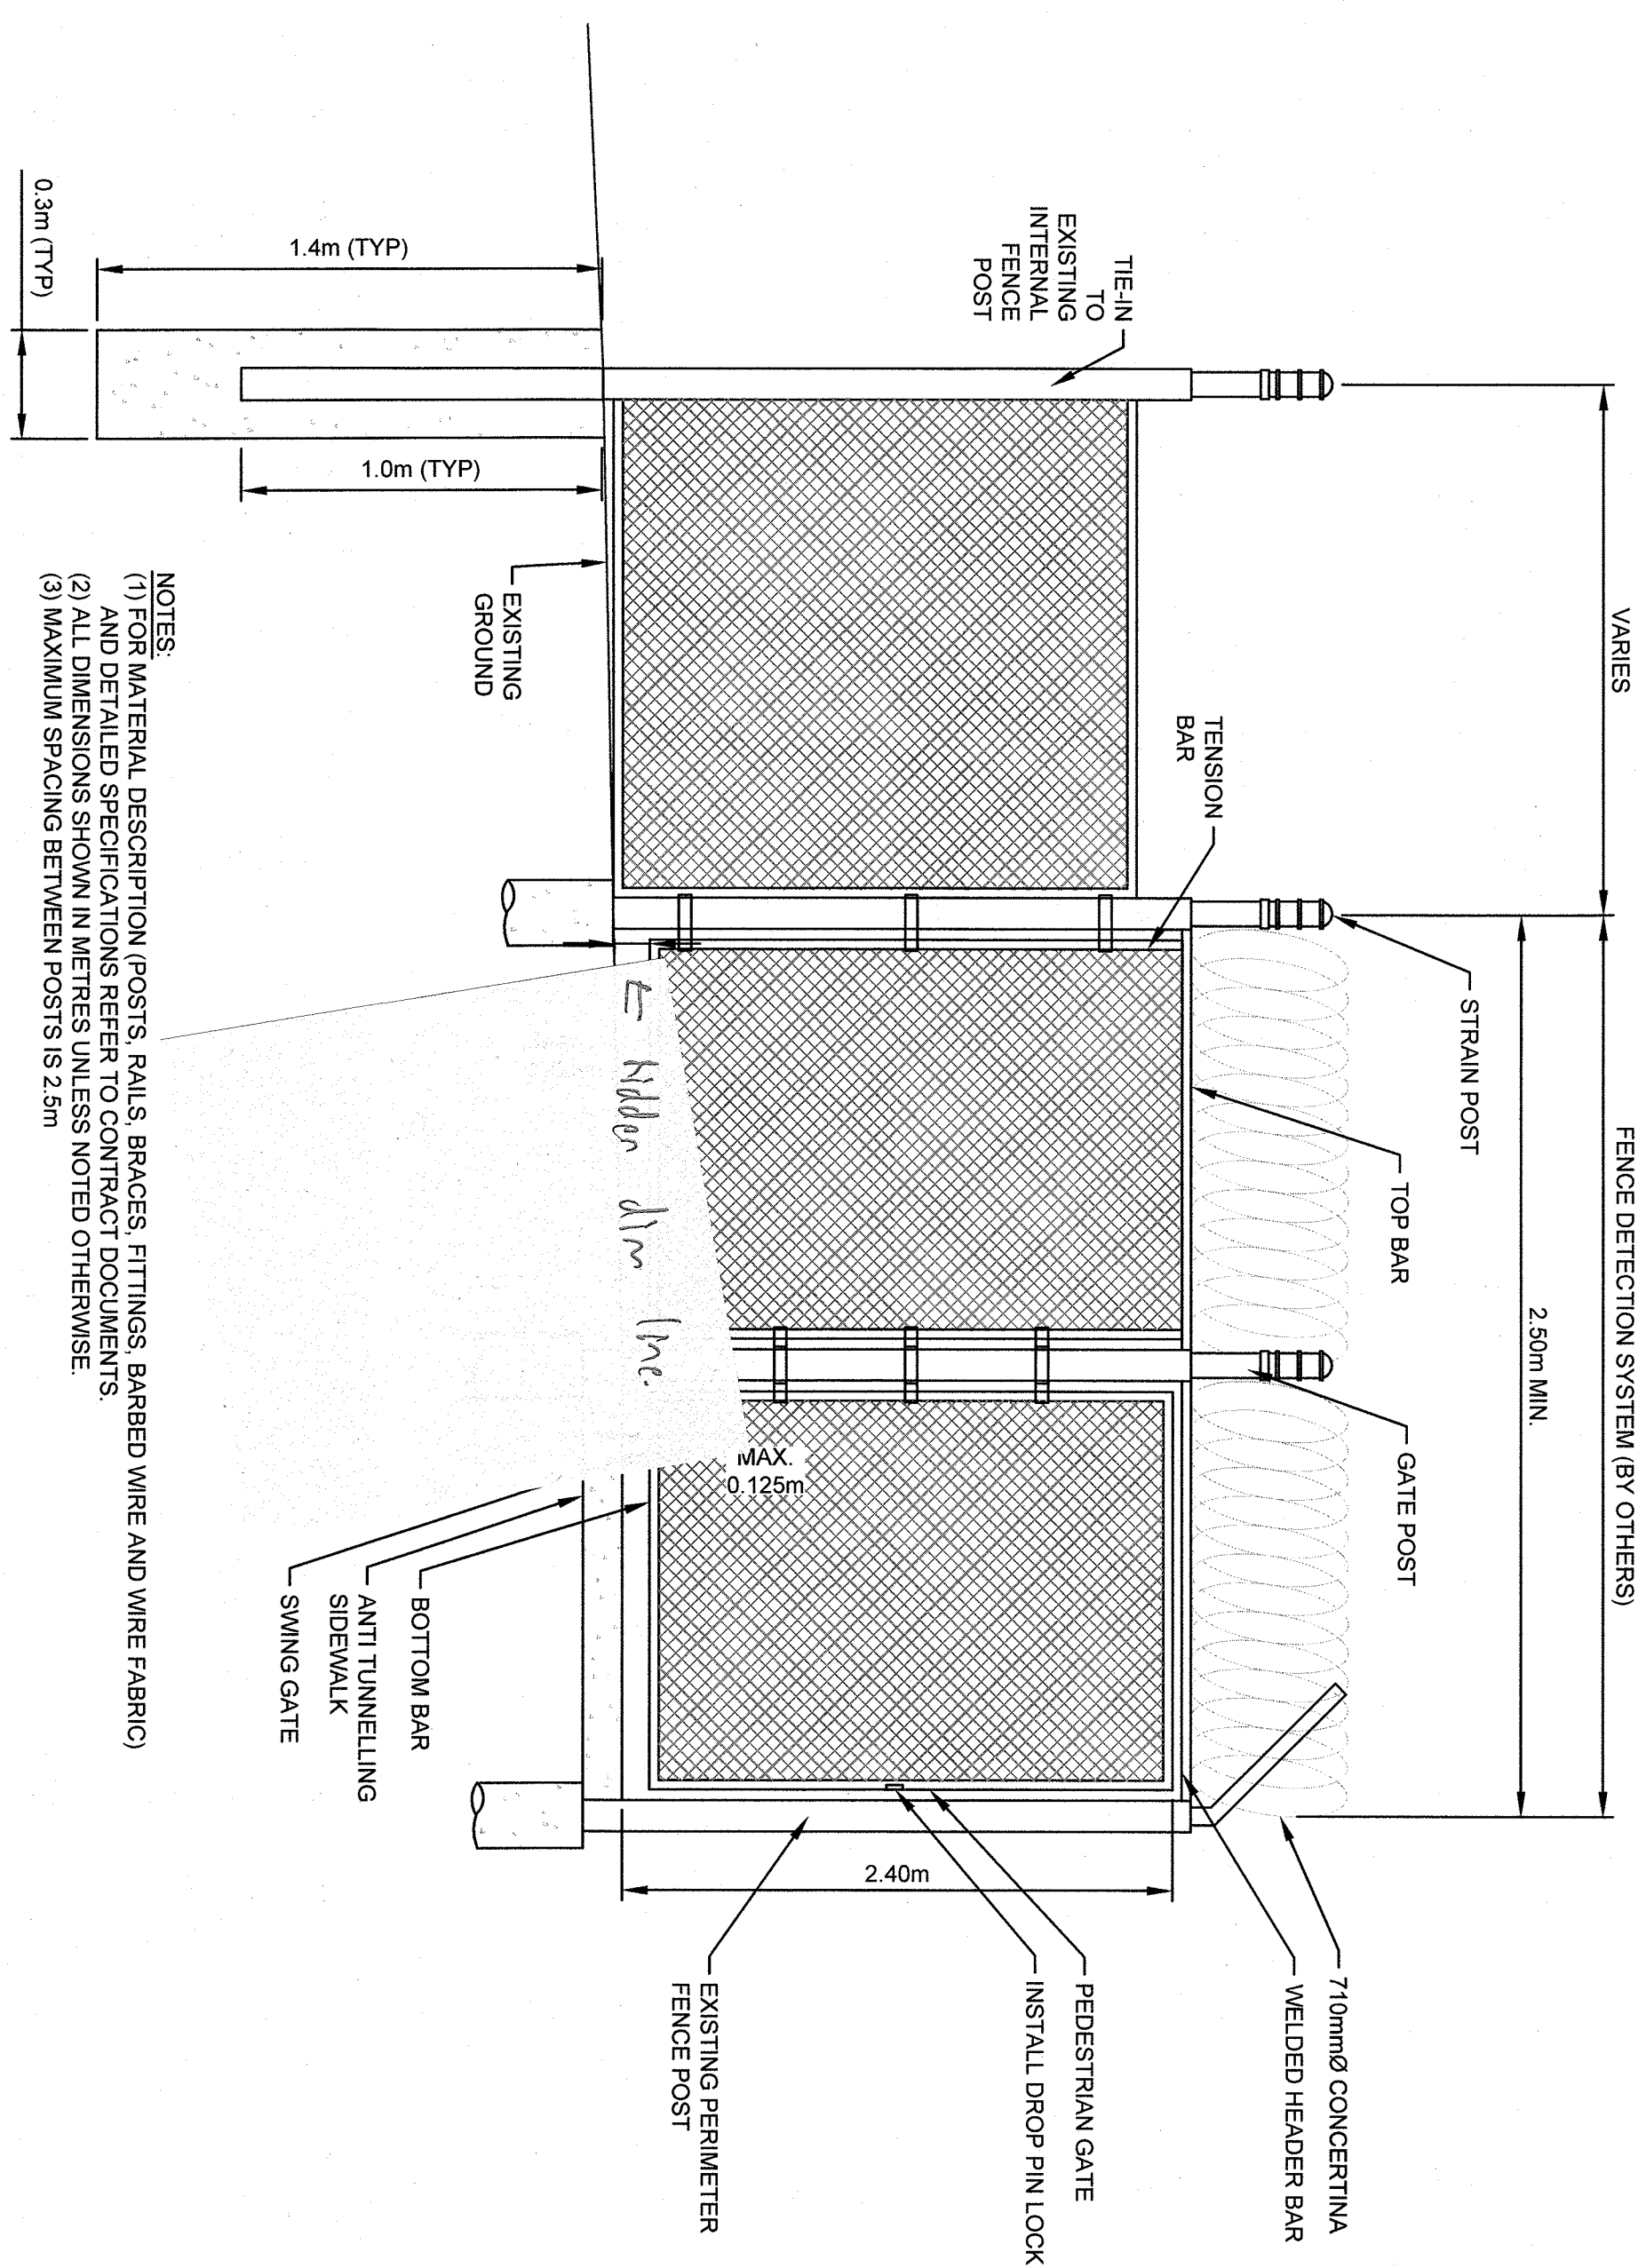 VARIES
FENCE DETECTION SYSTEM (BY OTHERS)
2.50m MIN.
STRAIN POST
TOP BAR
GATE POST
710mmØ CONCERTINA
WELDED HEADER BAR
TENSION
BAR
TIE-IN
TO
EXISTING
INTERNAL
FENCE
POST
PEDESTRIAN GATE
INSTALL DROP PIN LOCK
2.40m
EXISTING PERIMETER
FENCE POST
MAX.
0.125m
← hidden dim line.
EXISTING
GROUND
1.4m (TYP)
1.0m (TYP)
0.3m (TYP)
BOTTOM BAR
ANTI TUNNELLING
SIDEWALK
SWING GATE
NOTES:
(1) FOR MATERIAL DESCRIPTION (POSTS, RAILS, BRACES, FITTINGS, BARBED WIRE AND WIRE FABRIC)
AND DETAILED SPECIFICATIONS REFER TO CONTRACT DOCUMENTS.
(2) ALL DIMENSIONS SHOWN IN METRES UNLESS NOTED OTHERWISE.
(3) MAXIMUM SPACING BETWEEN POSTS IS 2.5m